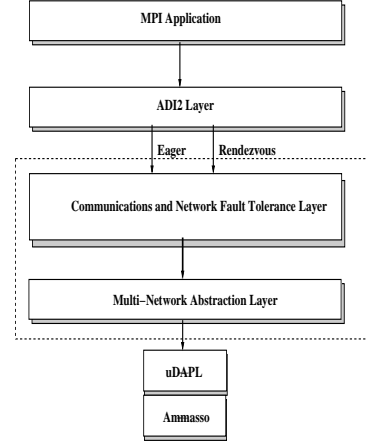 MPI Application
ADI2 Layer
Eager Rendezvous
Communications and Network Fault Tolerance Layer
Multi-Network Abstraction Layer
uDAPL
Ammasso